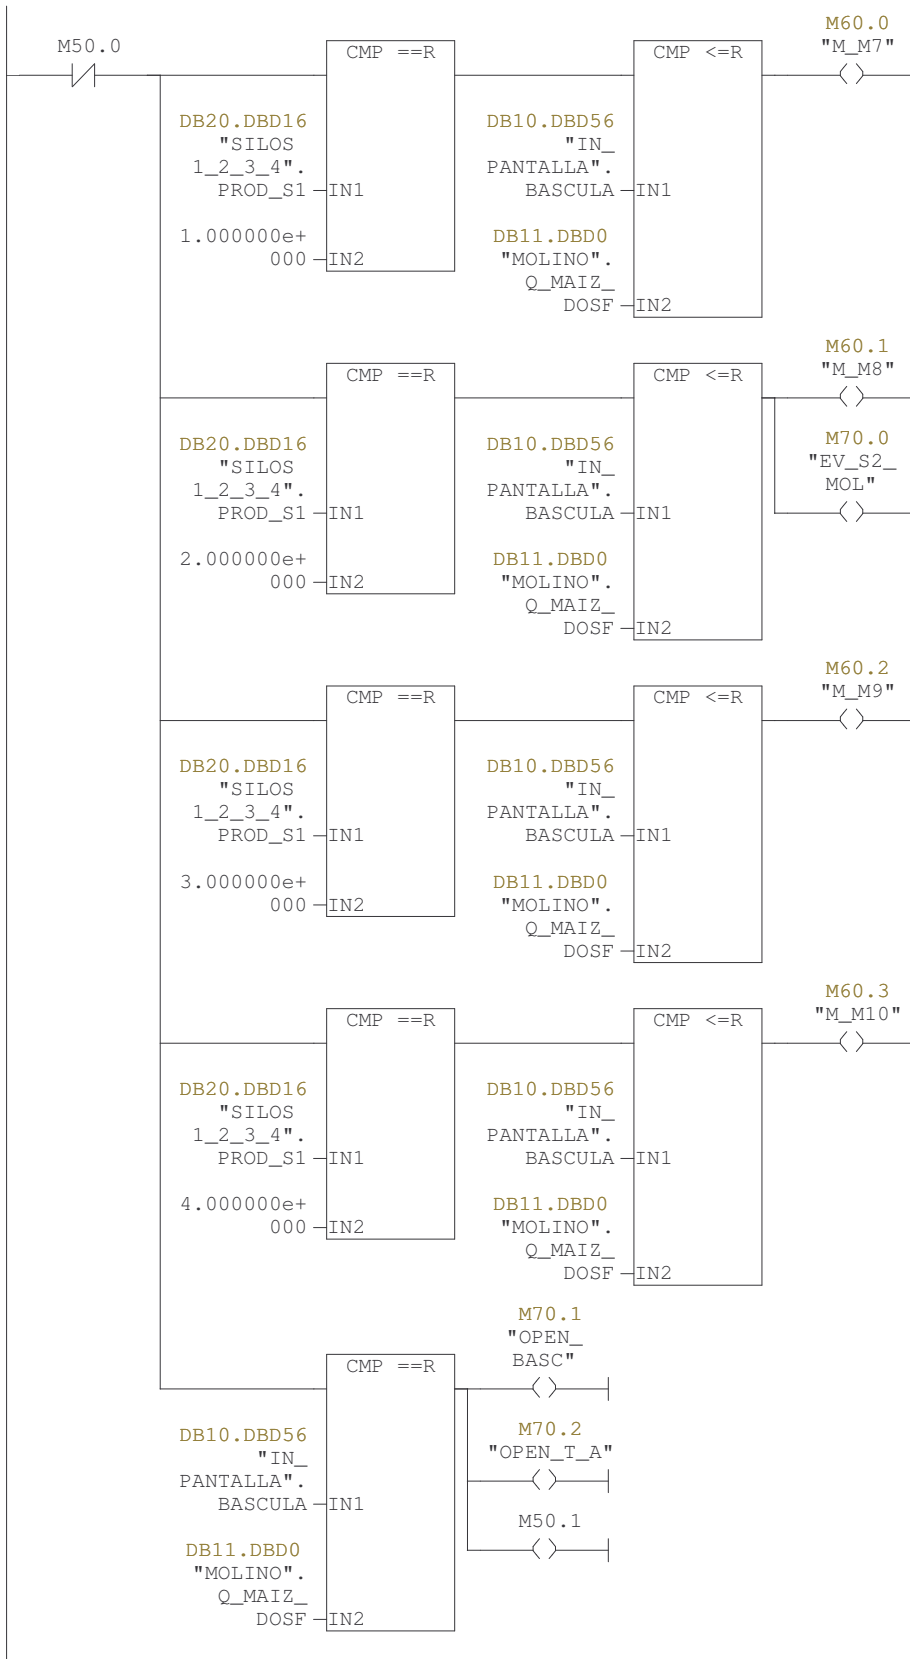 M50.0
CMP ==R
CMP <=R
M60.0
"M_M7"
DB20.DBD16
"SILOS
1_2_3_4".
PROD_S1
IN1
1.000000e+
000
IN2
DB10.DBD56
"IN_
PANTALLA".
BASCULA
IN1
DB11.DBD0
"MOLINO".
Q_MAIZ_
DOSF
IN2
CMP ==R
CMP <=R
M60.1
"M_M8"
M70.0
"EV_S2_
MOL"
DB20.DBD16
"SILOS
1_2_3_4".
PROD_S1
IN1
2.000000e+
000
IN2
DB10.DBD56
"IN_
PANTALLA".
BASCULA
IN1
DB11.DBD0
"MOLINO".
Q_MAIZ_
DOSF
IN2
CMP ==R
CMP <=R
M60.2
"M_M9"
DB20.DBD16
"SILOS
1_2_3_4".
PROD_S1
IN1
3.000000e+
000
IN2
DB10.DBD56
"IN_
PANTALLA".
BASCULA
IN1
DB11.DBD0
"MOLINO".
Q_MAIZ_
DOSF
IN2
CMP ==R
CMP <=R
M60.3
"M_M10"
DB20.DBD16
"SILOS
1_2_3_4".
PROD_S1
IN1
4.000000e+
000
IN2
DB10.DBD56
"IN_
PANTALLA".
BASCULA
IN1
DB11.DBD0
"MOLINO".
Q_MAIZ_
DOSF
IN2
CMP ==R
M70.1
"OPEN_
BASC"
M70.2
"OPEN_T_A"
M50.1
DB10.DBD56
"IN_
PANTALLA".
BASCULA
IN1
DB11.DBD0
"MOLINO".
Q_MAIZ_
DOSF
IN2